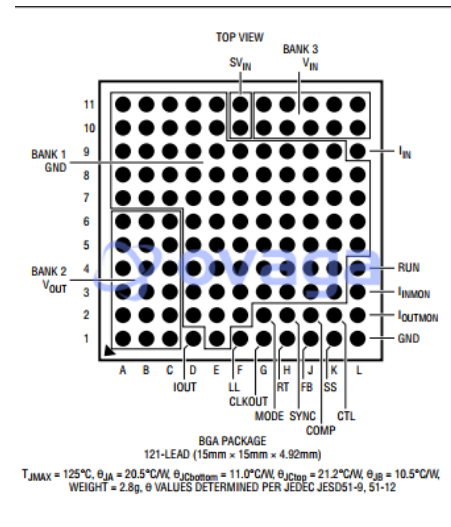 TOP VIEW
BANK 3
SVIN
VIN
11
10
9
IIN
BANK 1
GND
8
7
6
5
ovaga
BANK 2
VOUT
4
RUN
3
IINMON
2
IOUTMON
1
GND
A B C D E F G H J K L
IOUT LL RT FB SS
CLKOUT CTL
MODE SYNC
COMP
BGA PACKAGE
121-LEAD (15mm × 15mm × 4.92mm)
TJMAX = 125°C, θJA = 20.5°C/W, θJCbottom = 11.0°C/W, θJCtop = 21.2°C/W, θJB = 10.5°C/W,
WEIGHT = 2.8g, θ VALUES DETERMINED PER JEDEC JESD51-9, 51-12